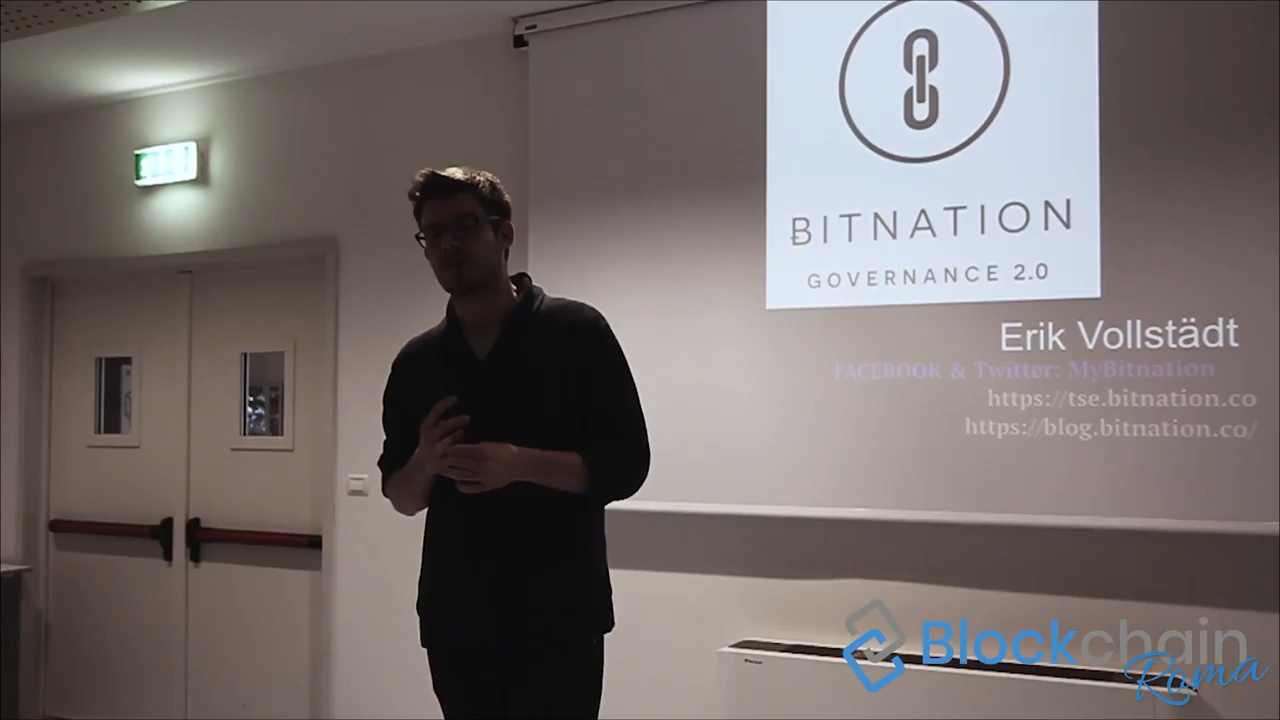 BITNATION
GOVERNANCE 2.0
Erik Vollstädt
FACEBOOK & Twitter: MyBitnation
https://tse.bitnation.co
https://blog.bitnation.co/
Blockchain
Roma